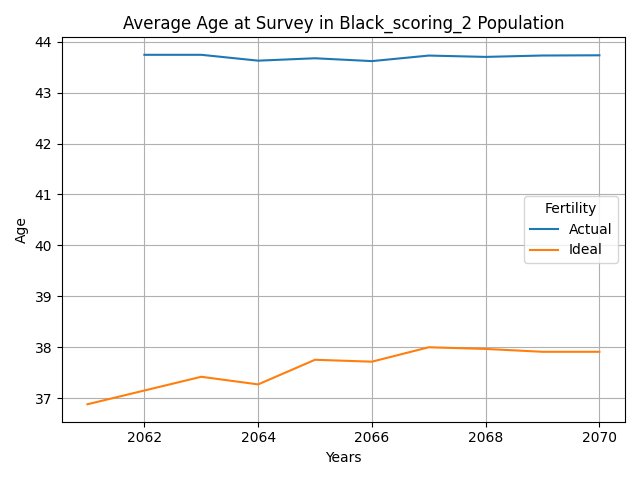 Average Age at Survey in Black_scoring_2 Population
44
43
42
41
40
39
38
37
Age
Fertility
Actual
Ideal
2062 2064 2066 2068 2070
Years